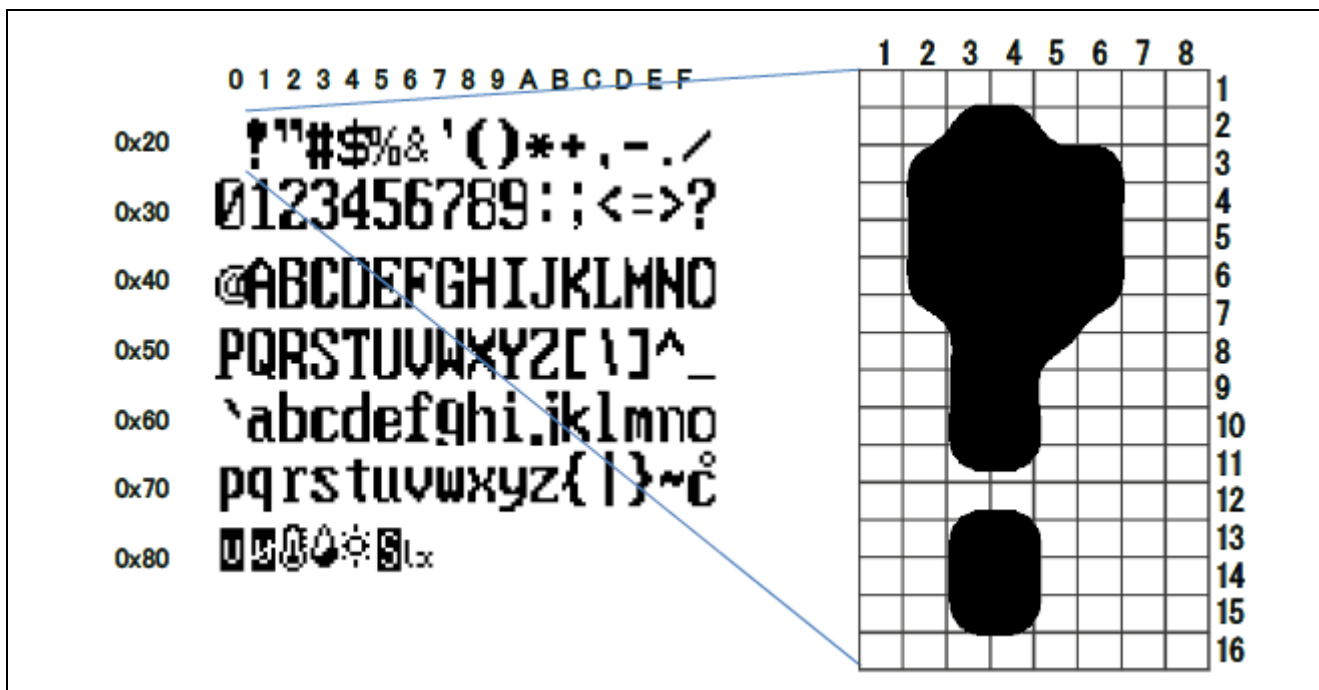 1 2 3 4 5 6 7 8
0 1 2 3 4 5 6 7 8 9 A B C D E F
0x20 !"#$%&'()*+,-./
0x30 0123456789:;<=>?
0x40 @ABCDEFGHIJKLMNO
0x50 PQRSTUVWXYZ[\]^_
0x60 `abcdefghijklmno
0x70 pqrstuvwxyz{|}~c̊
0x80 U0 S lx
1
2
3
4
5
6
7
8
9
10
11
12
13
14
15
16